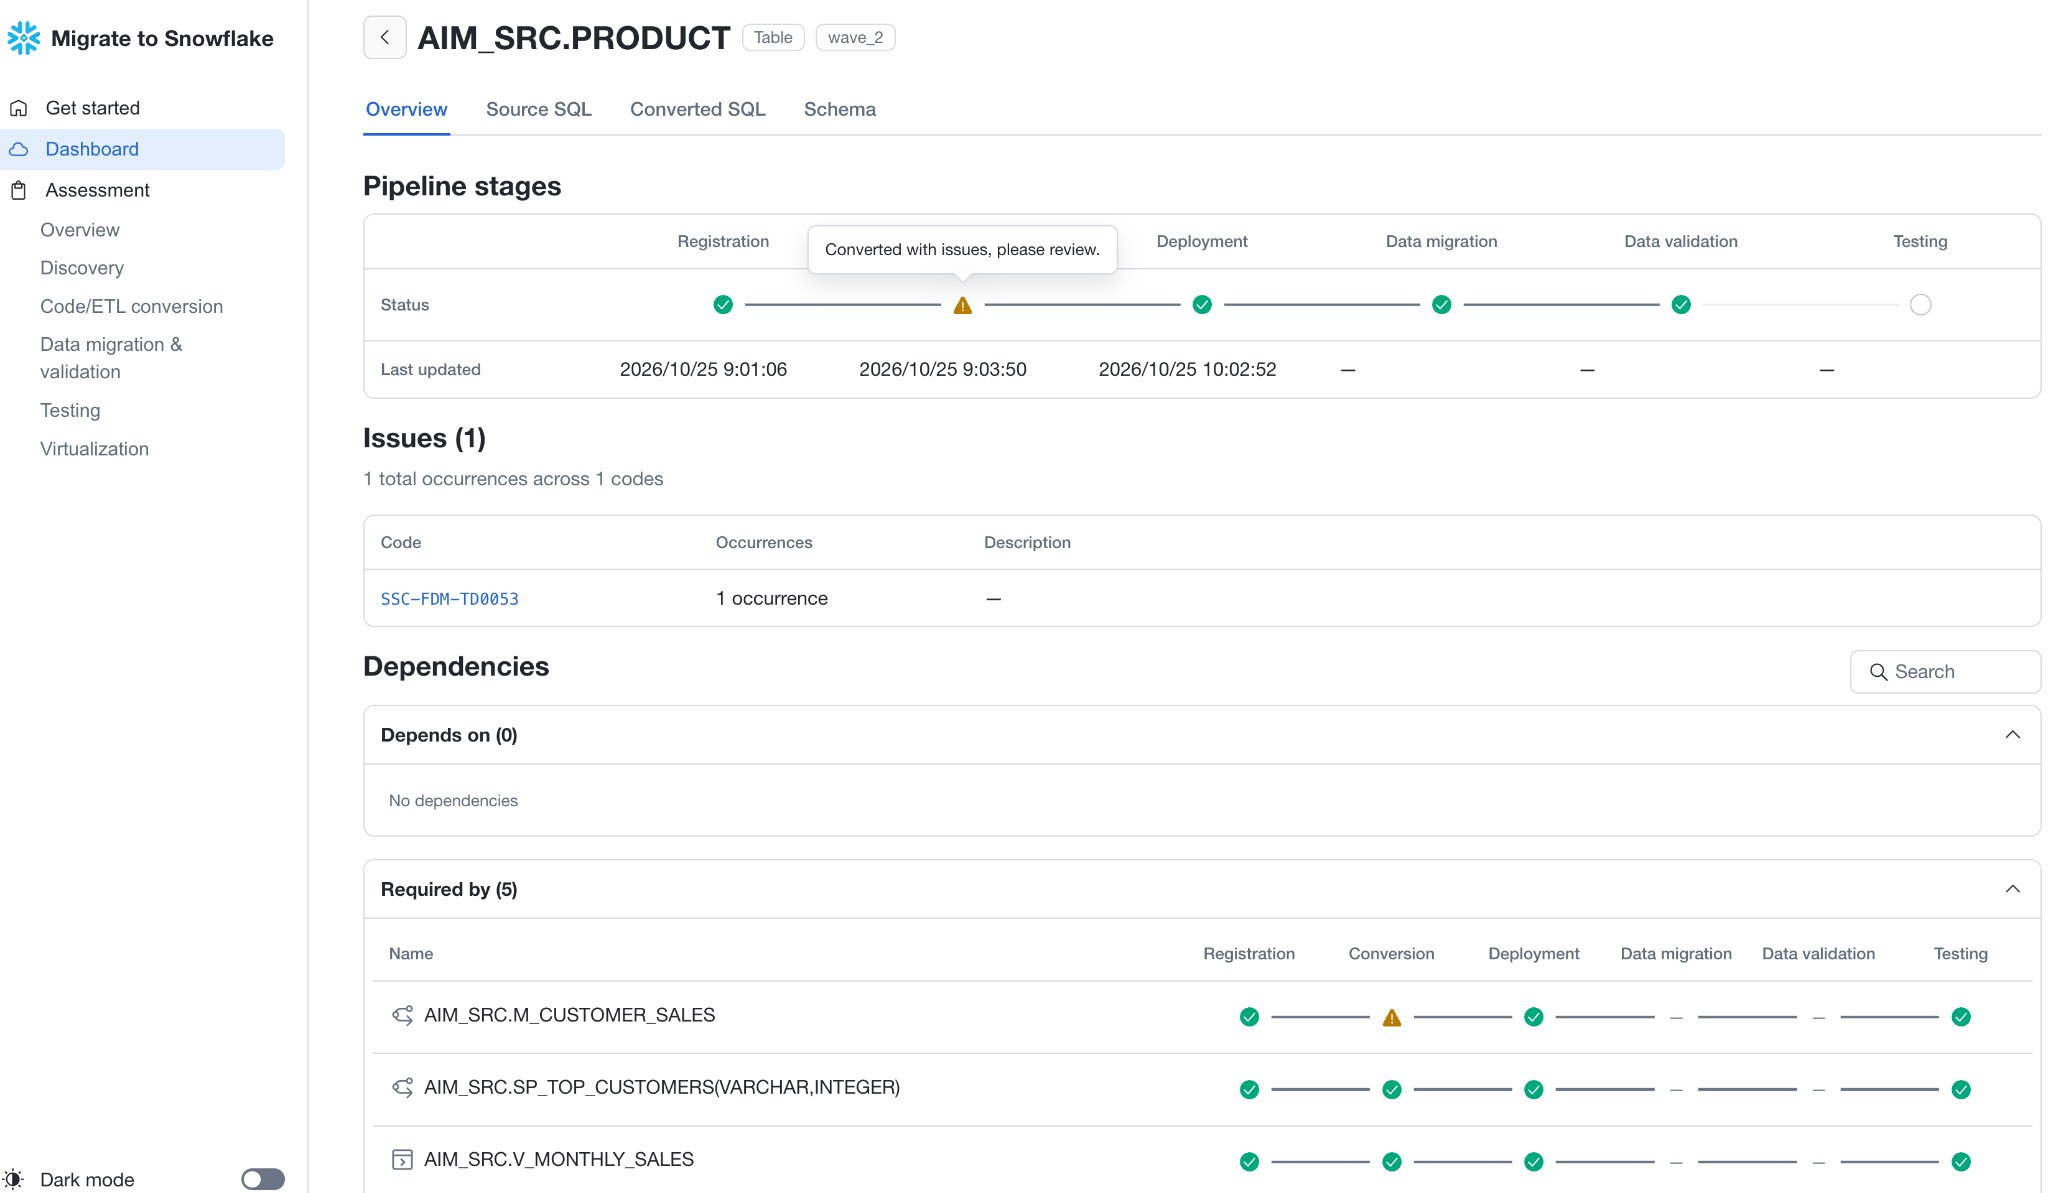 Migrate to Snowflake
Get started
Dashboard
Assessment
Overview
Discovery
Code/ETL conversion
Data migration &
validation
Testing
Virtualization
Dark mode
AIM_SRC.PRODUCT Table wave_2
Overview Source SQL Converted SQL Schema
Pipeline stages
Registration Deployment Data migration Data validation Testing
Converted with issues, please review.
Status
Last updated 2026/10/25 9:01:06 2026/10/25 9:03:50 2026/10/25 10:02:52 — — —
Issues (1)
1 total occurrences across 1 codes
Code Occurrences Description
SSC-FDM-TD0053 1 occurrence —
Dependencies
Search
Depends on (0)
No dependencies
Required by (5)
Name Registration Conversion Deployment Data migration Data validation Testing
AIM_SRC.M_CUSTOMER_SALES – –
AIM_SRC.SP_TOP_CUSTOMERS(VARCHAR,INTEGER) – –
AIM_SRC.V_MONTHLY_SALES – –